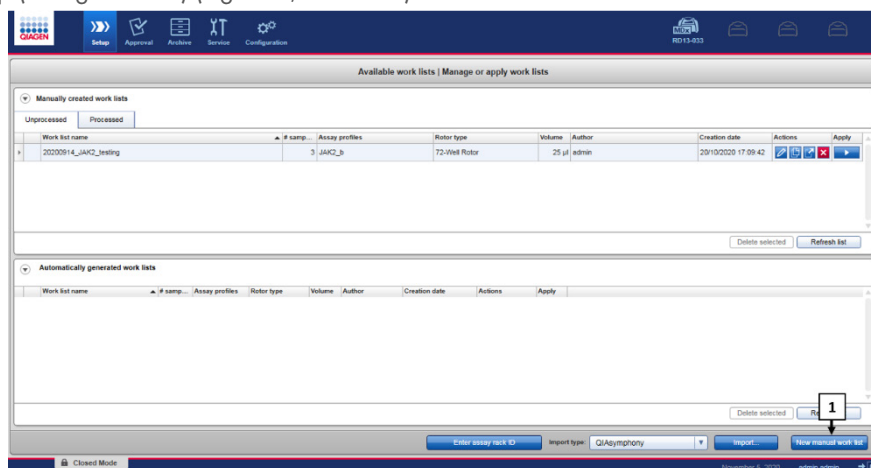 QIAGEN
Setup Approval Archive Service Configuration
MDx
RD13-033
Available work lists | Manage or apply work lists
Manually created work lists
Unprocessed Processed
Work list name # samp... Assay profiles Rotor type Volume Author Creation date Actions Apply
20200914_JAK2_testing 3 JAK2_b 72-Well Rotor 25 µl admin 20/10/2020 17:09:42
Delete selected Refresh list
Automatically generated work lists
Work list name # samp... Assay profiles Rotor type Volume Author Creation date Actions Apply
Delete selected
1
Enter assay rack ID Import type: QIAsymphony Import... New manual work list
Closed Mode November 5, 2020 admin admin